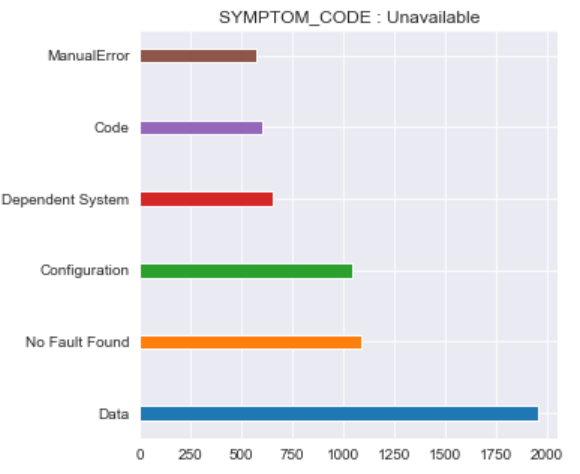 SYMPTOM_CODE : Unavailable
ManualError
Code
Dependent System
Configuration
No Fault Found
Data
0 250 500 750 1000 1250 1500 1750 2000